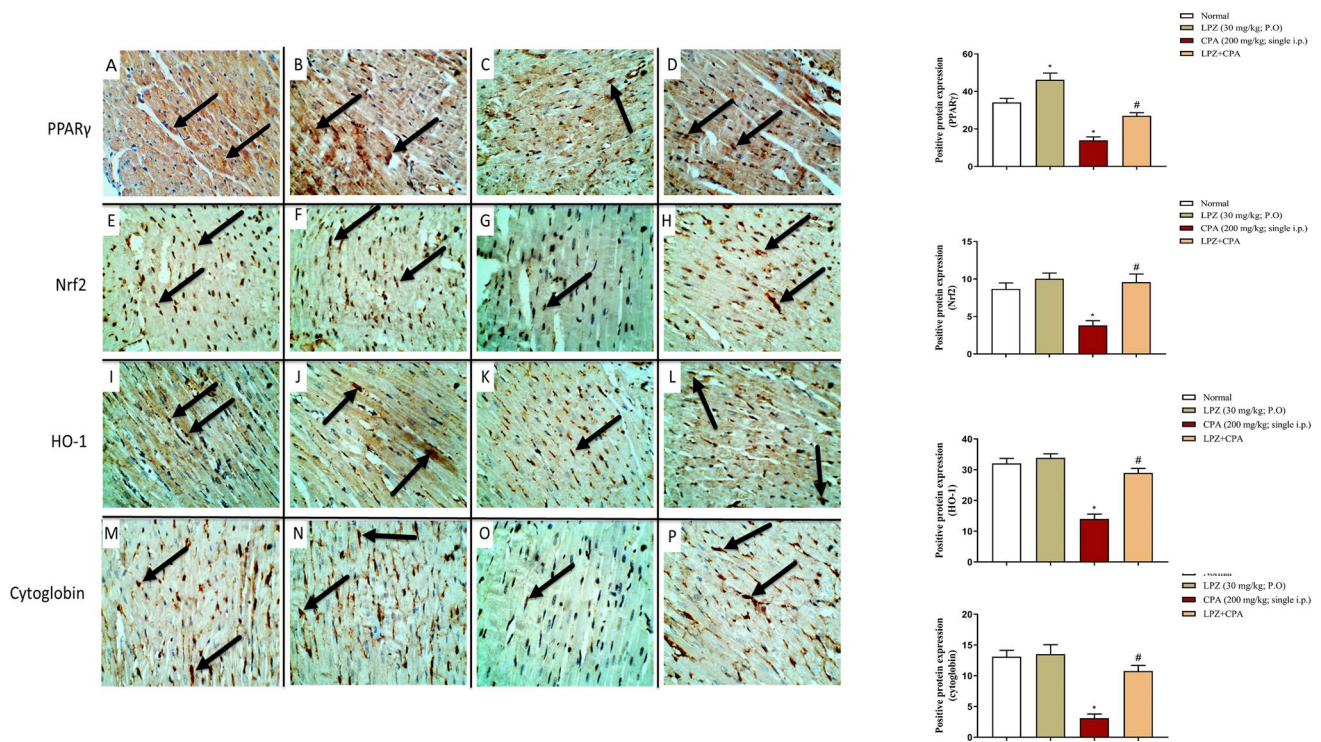 A
B
C
D
PPARγ
E
F
G
H
Nrf2
I
J
K
L
HO-1
M
N
O
P
Cytoglobin
Normal
LPZ (30 mg/kg; P.O)
CPA (200 mg/kg; single i.p.)
LPZ+CPA
Positive protein expression
(PPARγ)
60
40
20
0
*
*
#
Normal
LPZ (30 mg/kg; P.O)
CPA (200 mg/kg; single i.p.)
LPZ+CPA
Positive protein expression
(Nrf2)
15
10
5
0
*
#
Normal
LPZ (30 mg/kg; P.O)
CPA (200 mg/kg; single i.p.)
LPZ+CPA
Positive protein expression
(HO-1)
40
30
20
10
0
*
#
Normal
LPZ (30 mg/kg; P.O)
CPA (200 mg/kg; single i.p.)
LPZ+CPA
Positive protein expression
(cytoglobin)
20
15
10
5
0
*
#